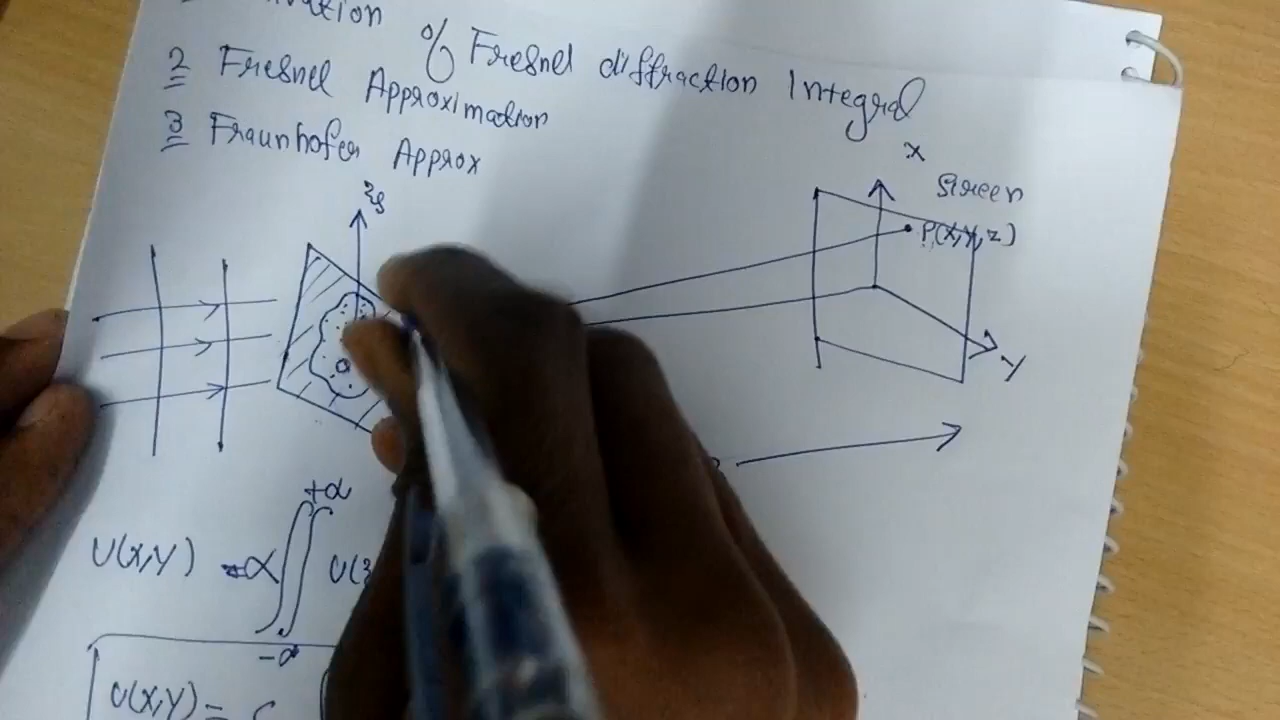 of Fresnel diffraction Integral
2 Fresnel Approximation
3 Fraunhofer Approx
x
Screen
P(x,y,z)
y
+α
U(x,y) α ∫∫ U(
-α
U(x,y) =